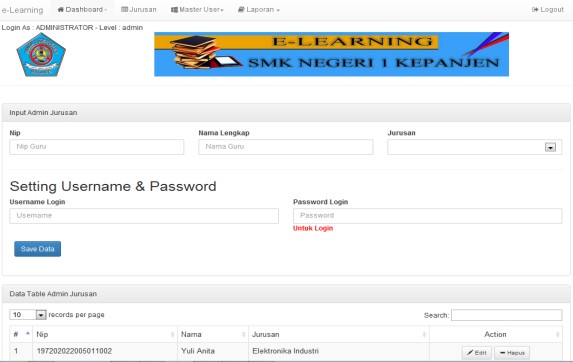 e-Learning Dashboard Jurusan Master User Laporan Logout
Login As : ADMINISTRATOR - Level : admin
E-LEARNING
SMK NEGERI 1 KEPANJEN
Input Admin Jurusan
Nip Nama Lengkap Jurusan
Nip Guru Nama Guru
Setting Username & Password
Username Login Password Login
Username Password
Untuk Login
Save Data
Data Table Admin Jurusan
10 records per page Search:
# Nip Nama Jurusan Action
1 197202022005011002 Yuli Anita Elektronika Industri Edit Hapus